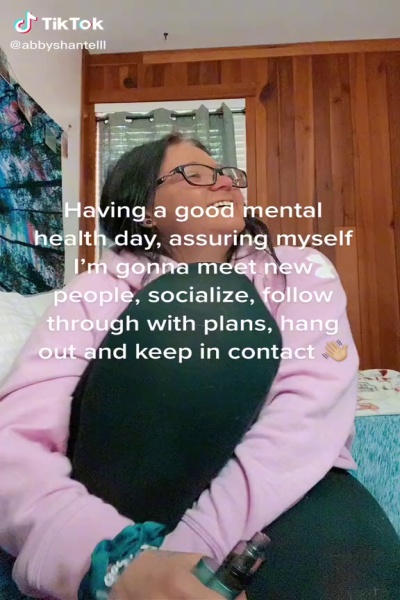 TikTok
@abbyshantelll
Having a good mental
health day, assuring myself
I'm gonna meet new
people, socialize, follow
through with plans, hang
out and keep in contact 👋🏼